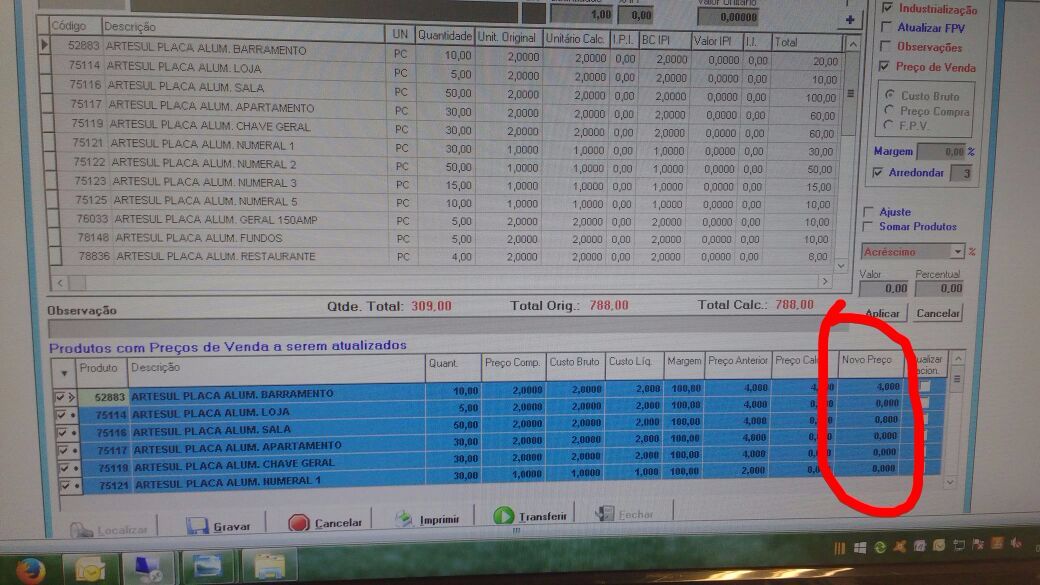 Quantidade % IPI Valor Unitário
1,00 0,00 0,00000
Código Descrição UN Quantidade Unit. Original Unitário Calc. I.P.I. BC IPI Valor IPI I.I. Total
52883 ARTESUL PLACA ALUM. BARRAMENTO PC 10,00 2,0000 2,0000 0,00 2,0000 0,0000 0,00 20,00
75114 ARTESUL PLACA ALUM. LOJA PC 5,00 2,0000 2,0000 0,00 2,0000 0,0000 0,00 10,00
75116 ARTESUL PLACA ALUM. SALA PC 50,00 2,0000 2,0000 0,00 2,0000 0,0000 0,00 100,00
75117 ARTESUL PLACA ALUM. APARTAMENTO PC 30,00 2,0000 2,0000 0,00 2,0000 0,0000 0,00 60,00
75119 ARTESUL PLACA ALUM. CHAVE GERAL PC 30,00 2,0000 2,0000 0,00 2,0000 0,0000 0,00 60,00
75121 ARTESUL PLACA ALUM. NUMERAL 1 PC 30,00 1,0000 1,0000 0,00 1,0000 0,0000 0,00 30,00
75122 ARTESUL PLACA ALUM. NUMERAL 2 PC 50,00 1,0000 1,0000 0,00 1,0000 0,0000 0,00 50,00
75123 ARTESUL PLACA ALUM. NUMERAL 3 PC 15,00 1,0000 1,0000 0,00 1,0000 0,0000 0,00 15,00
75125 ARTESUL PLACA ALUM. NUMERAL 5 PC 10,00 1,0000 1,0000 0,00 1,0000 0,0000 0,00 10,00
76033 ARTESUL PLACA ALUM. GERAL 150AMP PC 5,00 2,0000 2,0000 0,00 2,0000 0,0000 0,00 10,00
78148 ARTESUL PLACA ALUM. FUNDOS PC 5,00 2,0000 2,0000 0,00 2,0000 0,0000 0,00 10,00
78836 ARTESUL PLACA ALUM. RESTAURANTE PC 4,00 2,0000 2,0000 0,00 2,0000 0,0000 0,00 8,00
Industrialização
Atualizar FPV
Observações
Preço de Venda
Custo Bruto
Preço Compra
F.P.V.
Margem 0,00 %
Arredondar 3
Ajuste
Somar Produtos
Acréscimo %
Valor Percentual
0,00 0,00
Aplicar Cancelar
Observação Qtde. Total: 309,00 Total Orig.: 788,00 Total Calc.: 788,00
Produtos com Preços de Venda a serem atualizados
Produto Descrição Quant. Preço Comp. Custo Bruto Custo Líq. Margem Preço Anterior Preço Calc Novo Preço
52883 ARTESUL PLACA ALUM. BARRAMENTO 10,00 2,0000 2,0000 2,000 100,00 4,000 4, 4,000
75114 ARTESUL PLACA ALUM. LOJA 5,00 2,0000 2,0000 2,000 100,00 4,000 0, 0,000
75116 ARTESUL PLACA ALUM. SALA 50,00 2,0000 2,0000 2,000 100,00 4,000 0, 0,000
75117 ARTESUL PLACA ALUM. APARTAMENTO 30,00 2,0000 2,0000 2,000 100,00 4,000 0,0 0,000
75119 ARTESUL PLACA ALUM. CHAVE GERAL 30,00 2,0000 2,0000 2,000 100,00 4,000 0,0 0,000
75121 ARTESUL PLACA ALUM. NUMERAL 1 30,00 1,0000 1,0000 1,000 100,00 2,000 0,0 0,000
Localizar Gravar Cancelar Imprimir Transferir Fechar